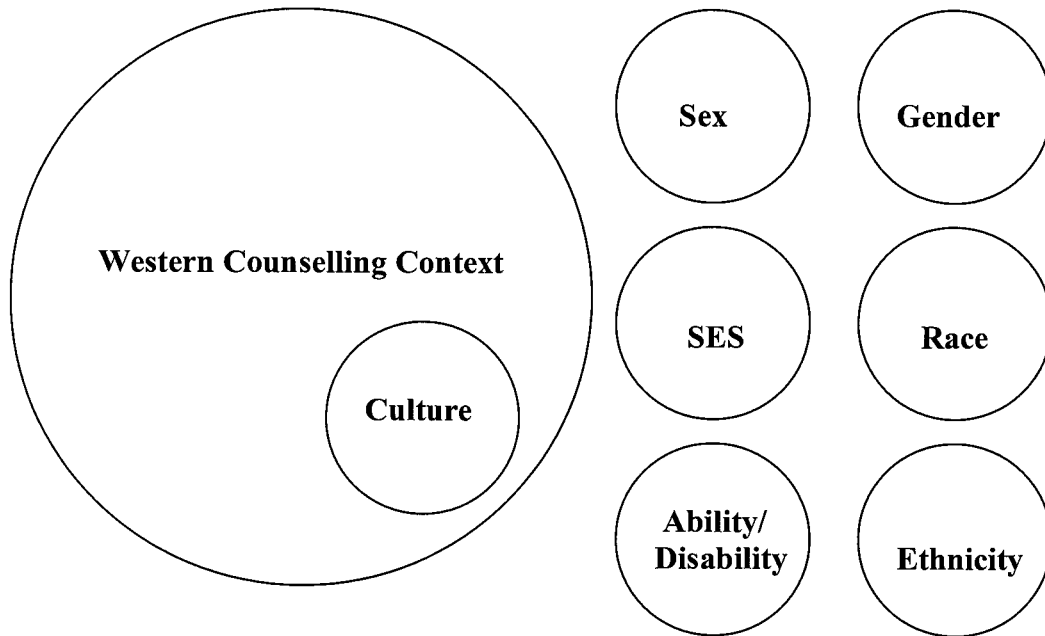 Sex
Gender
Western Counselling Context
SES
Race
Culture
Ability/
Disability
Ethnicity